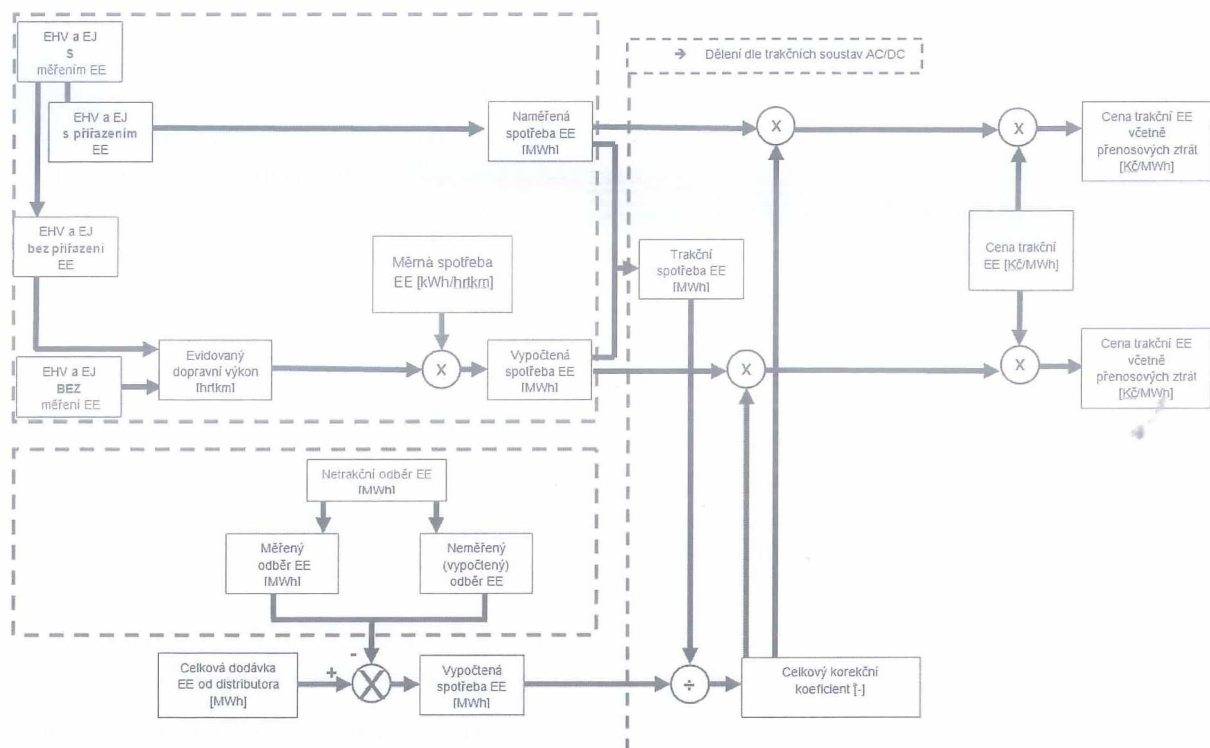 EHV a EJ
S
měřením EE
EHV a EJ
s přiřazením
EE
Naměřená
spotřeba EE
[MWh]
→ Dělení dle trakčních soustav AC/DC
X
X
Cena trakční EE
včetně
přenosových ztrát
[Kč/MWh]
EHV a EJ
bez přiřazení
EE
Měrná spotřeba
EE [kWh/hrtkm]
Trakční
spotřeba EE
[MWh]
Cena trakční
EE [Kč/MWh]
EHV a EJ
BEZ
měření EE
Evidovaný
dopravní výkon
[hrtkm]
X
Vypočtená
spotřeba EE
[MWh]
X
X
Cena trakční EE
včetně
přenosových ztrát
[Kč/MWh]
Netrakční odběr EE
[MWh]
Měřený
odběr EE
[MWh]
Neměřený
(vypočtený)
odběr EE
Celková dodávka
EE od distributora
[MWh]
+
-
X
Vypočtená
spotřeba EE
[MWh]
÷
Celkový korekční
koeficient [-]